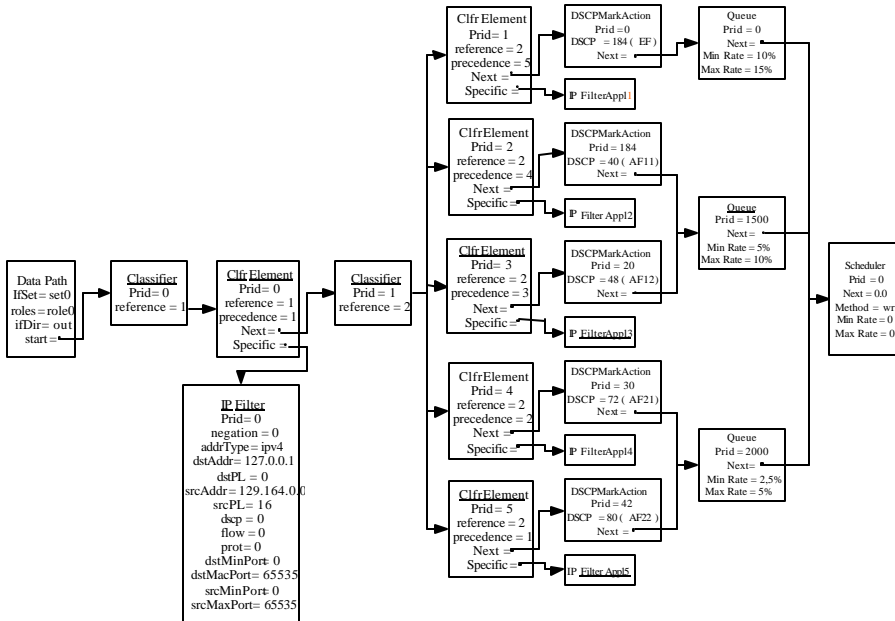 Data Path
IfSet= set0
roles=role0
ifDir= out
start=
Classifier
Prid= 0
reference = 1
ClfrElement
Prid= 0
reference = 1
precedence = 1
Next=
Specific =
IP Filter
Prid= 0
negation = 0
addrType= ipv4
dstAddr= 127.0.0.1
dstPL = 0
srcAddr= 129.164.0.0
srcPL= 16
dscp = 0
flow = 0
prot= 0
dstMinPort= 0
dstMacPort= 65535
srcMinPort= 0
srcMaxPort= 65535
Classifier
Prid = 1
reference = 2
ClfrElement
Prid= 1
reference = 2
precedence = 5
Next =
Specific =
DSCPMarkAction
Prid =0
DSCP = 184 ( EF)
Next =
IP FilterAppl1
Queue
Prid = 0
Next=
Min Rate = 10%
Max Rate = 15%
ClfrElement
Prid= 2
reference = 2
precedence = 4
Next =
Specific =
DSCPMarkAction
Prid = 184
DSCP = 40 ( AF11)
Next =
IP Filter Appl2
ClfrElement
Prid= 3
reference = 2
precedence = 3
Next =
Specific=
DSCPMarkAction
Prid = 20
DSCP = 48 ( AF12)
Next =
IP FilterAppl3
Queue
Prid = 1500
Next=
Min Rate = 5%
Max Rate = 10%
ClfrElement
Prid= 4
reference = 2
precedence = 2
Next =
Specific=
DSCPMarkAction
Prid = 30
DSCP = 72 ( AF21)
Next =
IP FilterAppl4
ClfrElement
Prid= 5
reference = 2
precedence = 1
Next =
Specific =
DSCPMarkAction
Prid = 42
DSCP = 80 ( AF22
Next =
IP Filter Appl5
Queue
Prid =2000
Next=
Min Rate = 2,5%
Max Rate = 5%
Scheduler
Prid = 0
Next = 0.0
Method = wr
Min Rate = 0
Max Rate = 0